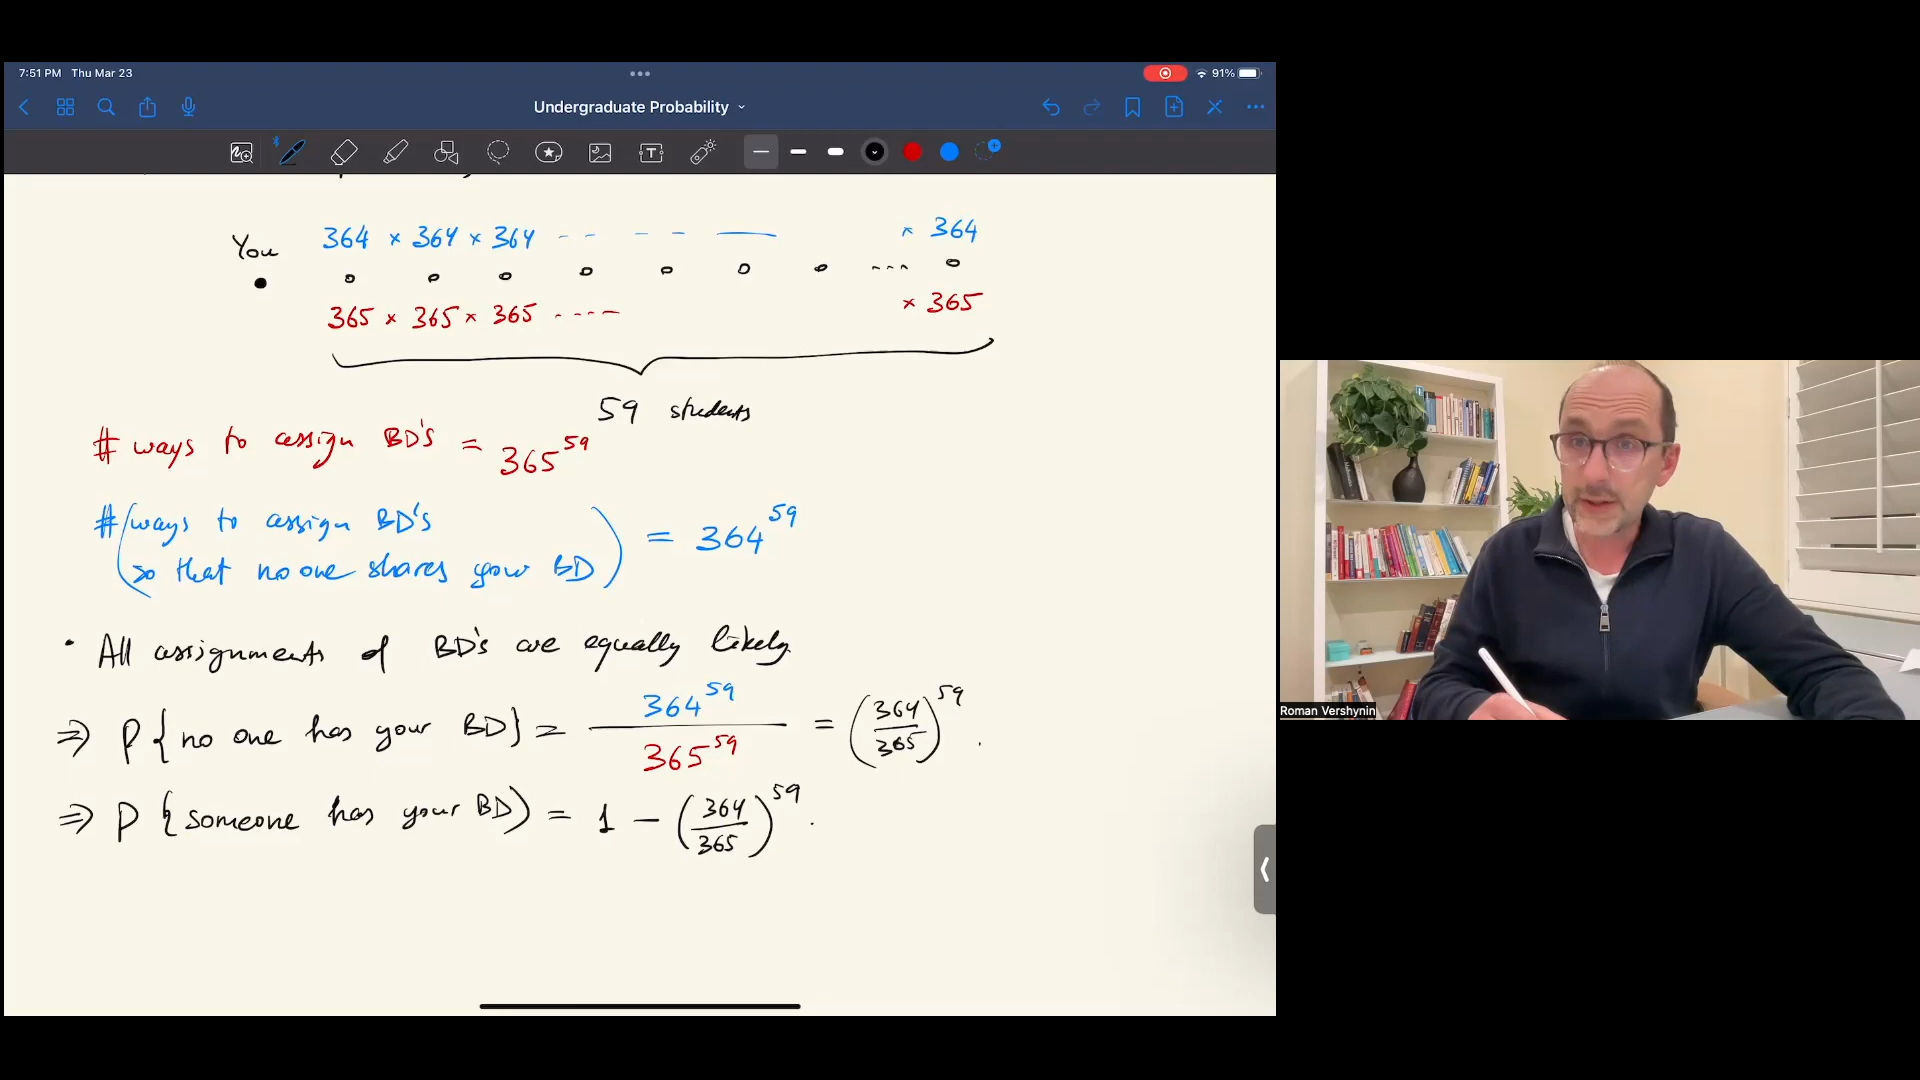 7:51 PM Thu Mar 23
91%
Undergraduate Probability
You 364 × 364 × 364 -- -- — × 364
365 × 365 × 365 ---- × 365
59 students
# ways to assign BD's = 365^59
# (ways to assign BD's
so that no one shares your BD) = 364^59
• All assignments of BD's are equally likely.
⇒ P{no one has your BD} = 364^59 / 365^59 = (364/365)^59.
⇒ P{someone has your BD) = 1 − (364/365)^59.
Roman Vershynin